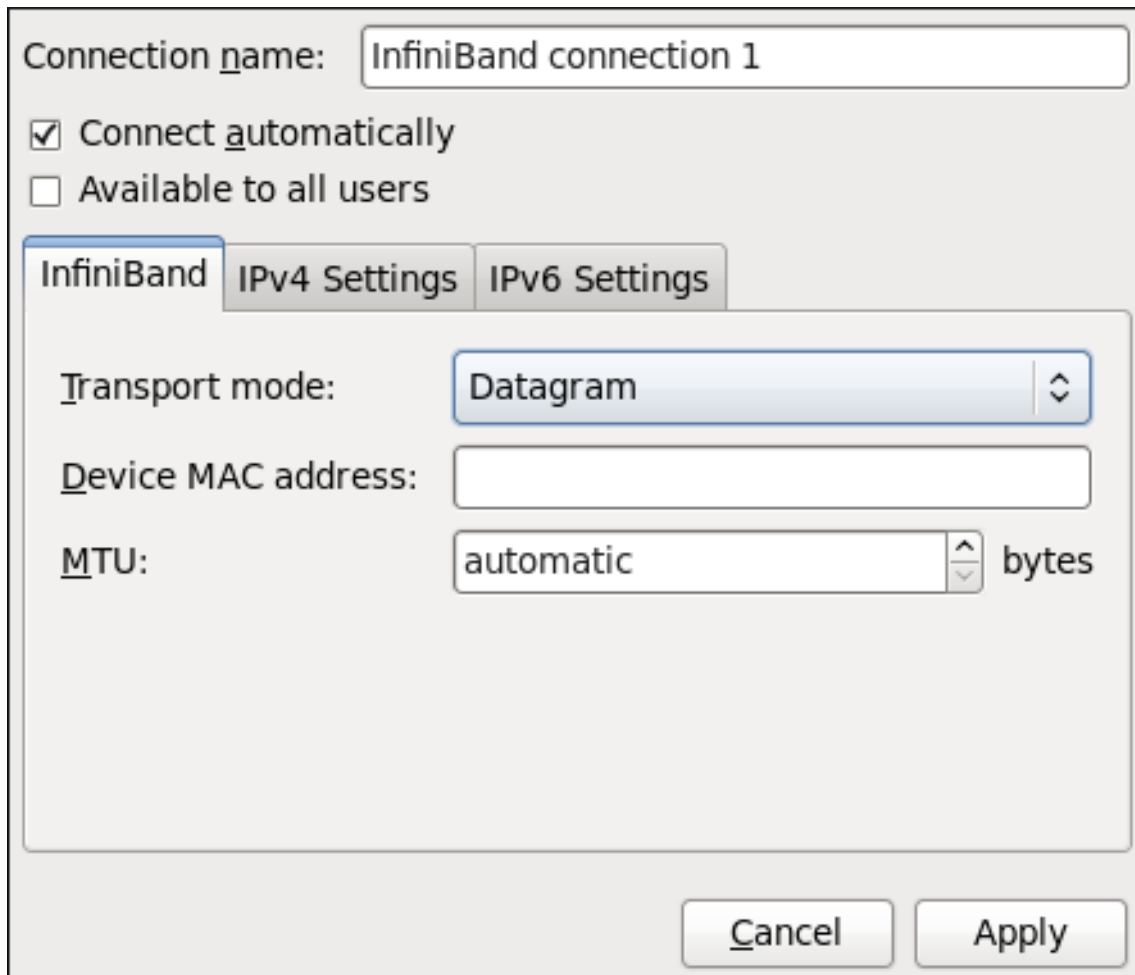 Connection name: InfiniBand connection 1
Connect automatically
Available to all users
InfiniBand IPv4 Settings IPv6 Settings
Transport mode: Datagram
Device MAC address:
MTU: automatic bytes
Cancel Apply